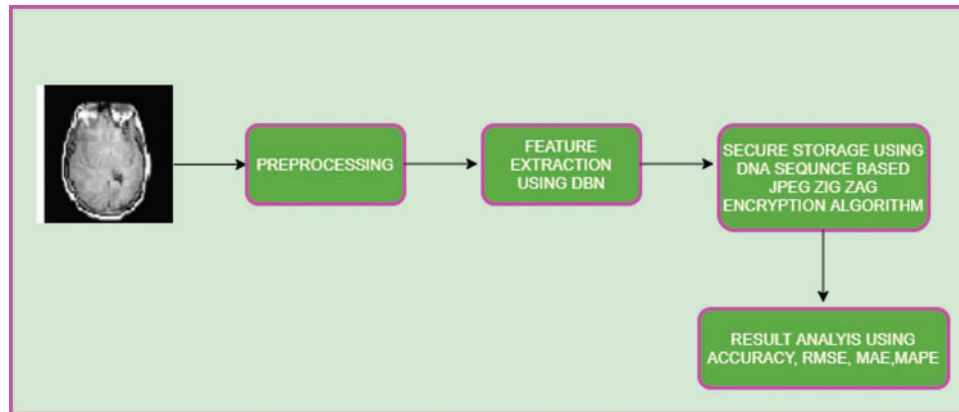 PREPROCESSING
FEATURE
EXTRACTION
USING DBN
SECURE STORAGE USING
DNA SEQUNCE BASED
JPEG ZIG ZAG
ENCRYPTION ALGORITHM
RESULT ANALYIS USING
ACCURACY, RMSE, MAE,MAPE